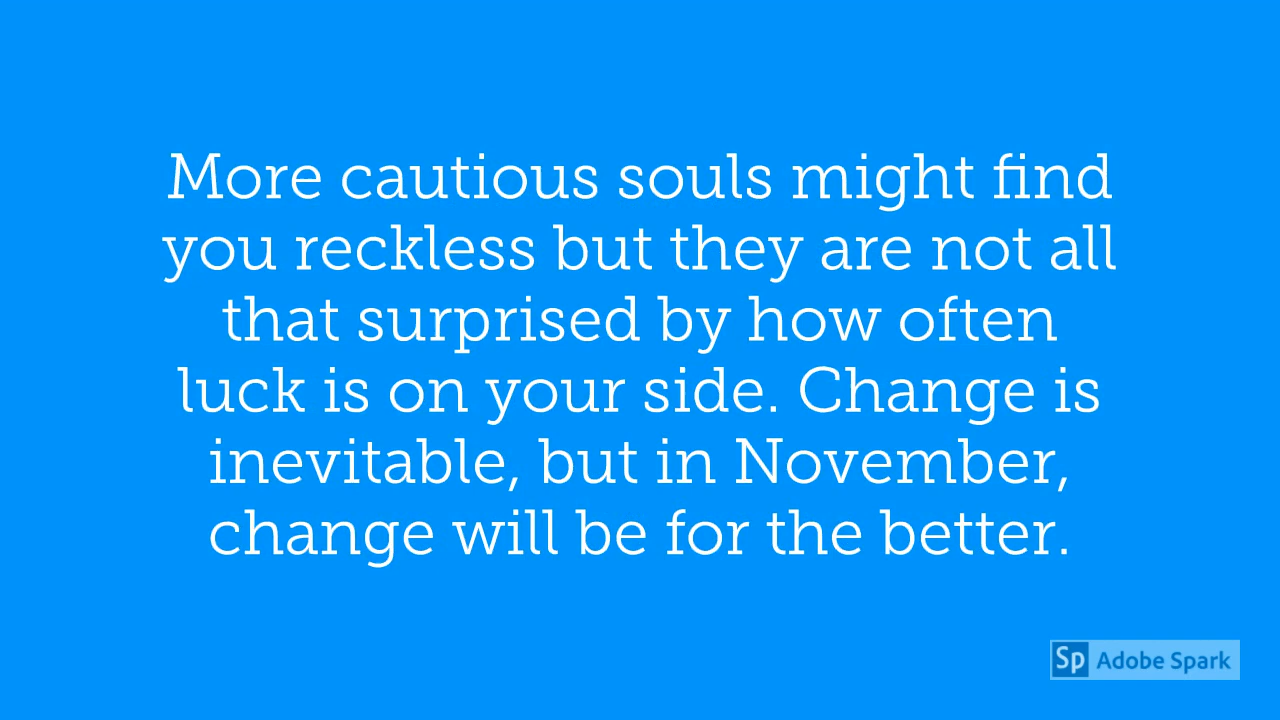 More cautious souls might find
you reckless but they are not all
that surprised by how often
luck is on your side. Change is
inevitable, but in November,
change will be for the better.
Sp Adobe Spark